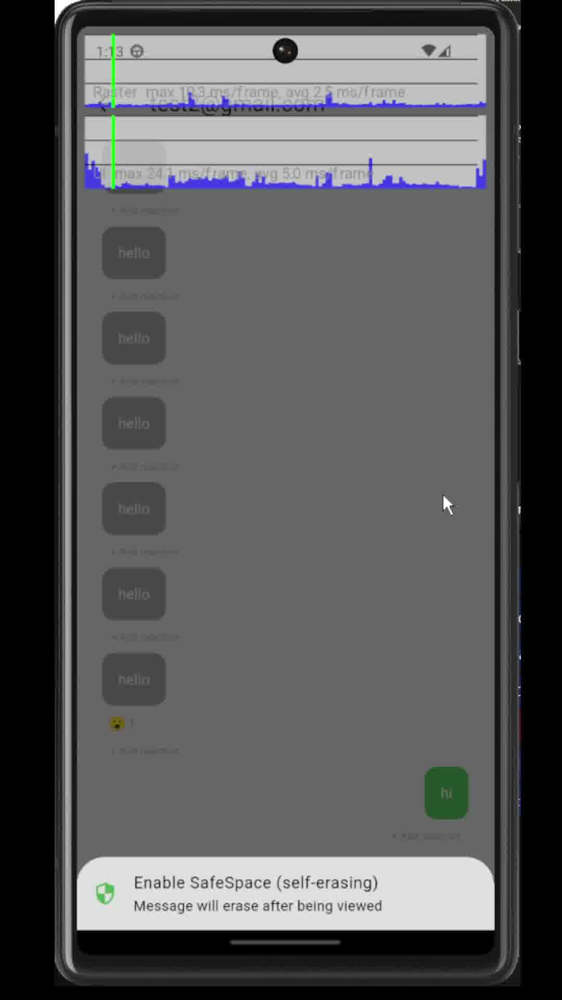 1:13
Raster max 19.3 ms/frame, avg 2.5 ms/frame
test2@gmail.com
UI max 24.1 ms/frame, avg 5.0 ms/frame
+ Add reaction
hello
+ Add reaction
hello
+ Add reaction
hello
+ Add reaction
hello
+ Add reaction
hello
+ Add reaction
hello
+ Add reaction
hi
+ Add reaction
Enable SafeSpace (self-erasing)
Message will erase after being viewed